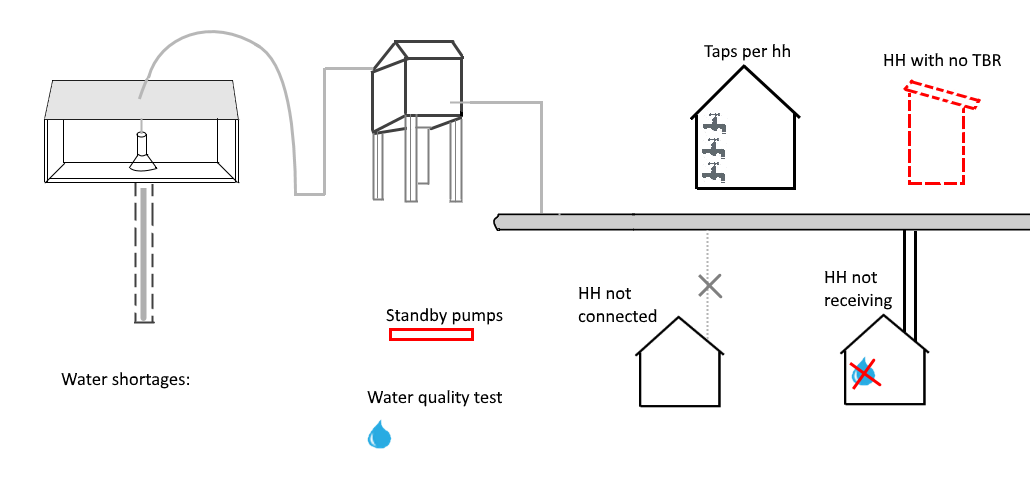 Taps per hh
HH with no TBR
HH not
connected
HH not
receiving
Standby pumps
Water shortages:
Water quality test